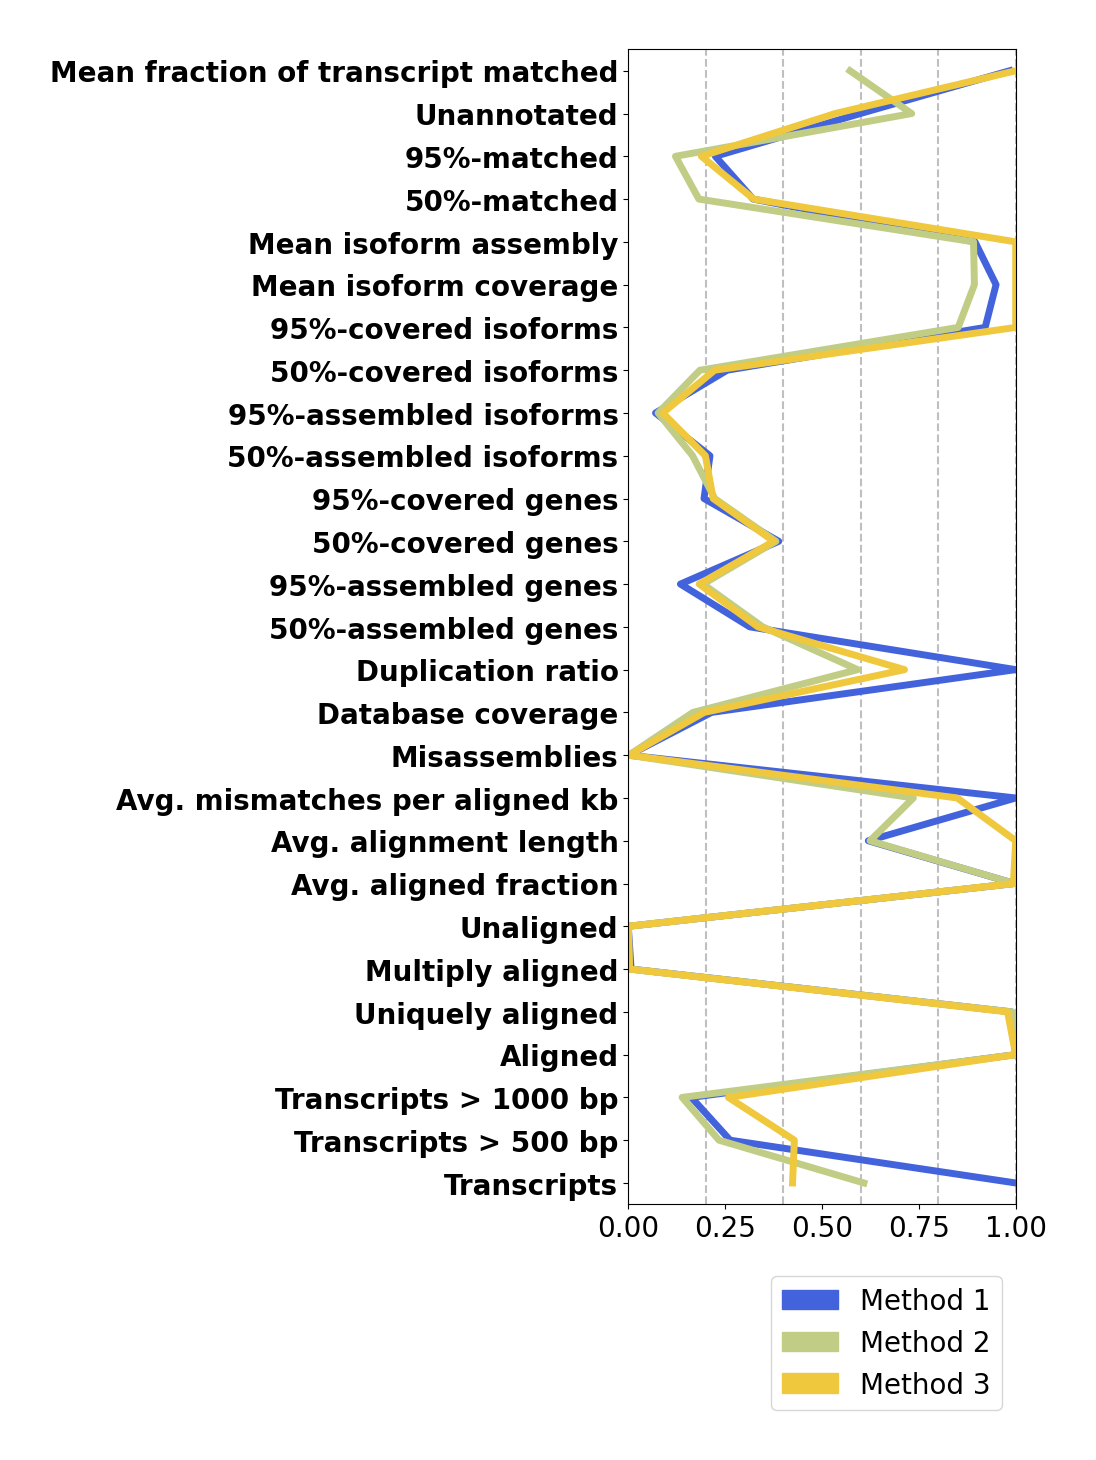 Mean fraction of transcript matched
Unannotated
95%-matched
50%-matched
Mean isoform assembly
Mean isoform coverage
95%-covered isoforms
50%-covered isoforms
95%-assembled isoforms
50%-assembled isoforms
95%-covered genes
50%-covered genes
95%-assembled genes
50%-assembled genes
Duplication ratio
Database coverage
Misassemblies
Avg. mismatches per aligned kb
Avg. alignment length
Avg. aligned fraction
Unaligned
Multiply aligned
Uniquely aligned
Aligned
Transcripts > 1000 bp
Transcripts > 500 bp
Transcripts
0.00 0.25 0.50 0.75 1.00
Method 1
Method 2
Method 3